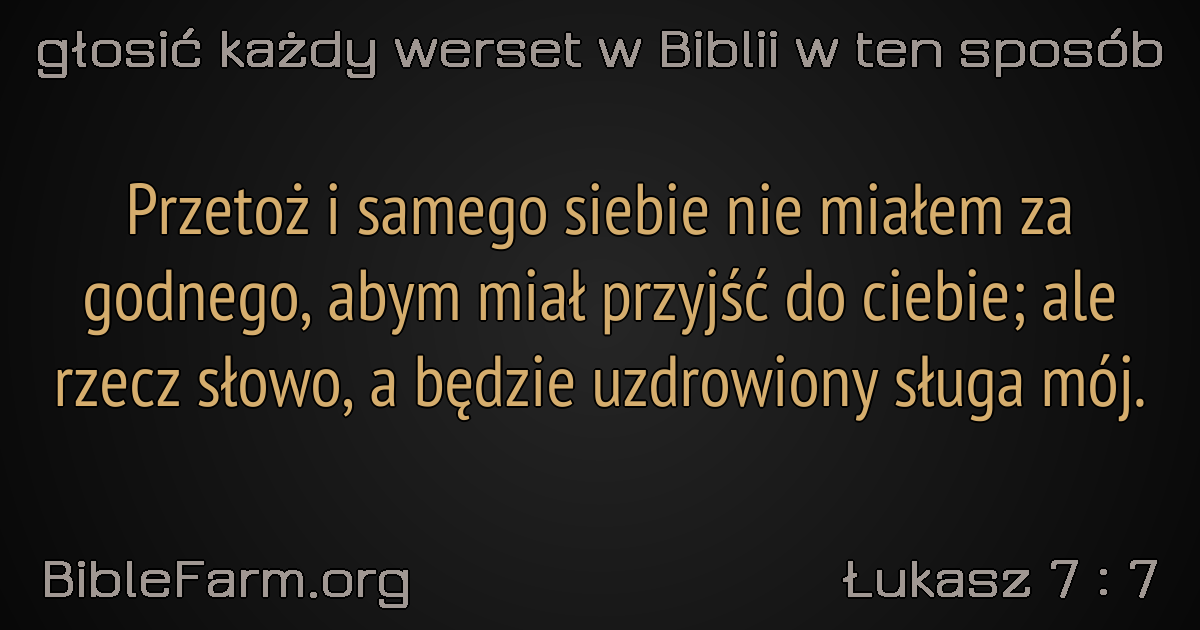 głosić każdy werset w Biblii w ten sposób
Przetoż i samego siebie nie miałem za
godnego, abym miał przyjść do ciebie; ale
rzecz słowo, a będzie uzdrowiony sługa mój.
BibleFarm.org
Łukasz 7 : 7